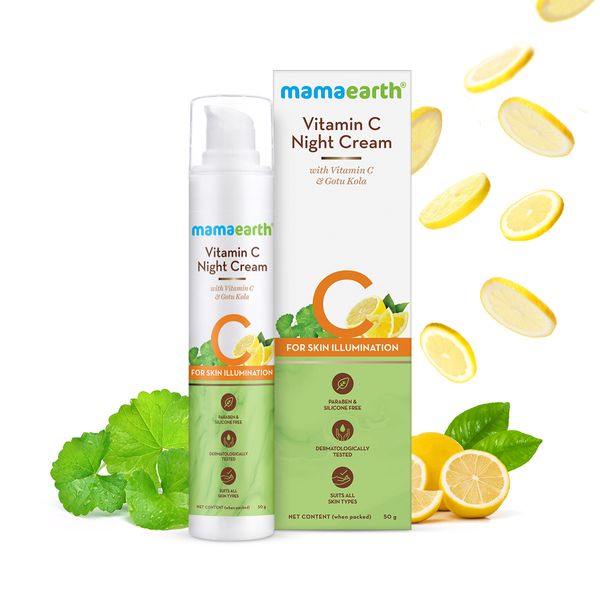 mamaearth®
Vitamin C
Night Cream
with Vitamin C
& Gotu Kola
C
FOR SKIN ILLUMINATION
PARABEN &
SILICONE FREE
DERMATOLOGICALLY
TESTED
SUITS ALL
SKIN TYPES
NET CONTENT (when packed) 50 g
mamaearth®
Vitamin C
Night Cream
with Vitamin C
& Gotu Kola
C
FOR SKIN ILLUMINATION
PARABEN &
SILICONE FREE
DERMATOLOGICALLY
TESTED
SUITS ALL
SKIN TYPES
NET CONTENT (when packed) 50 g